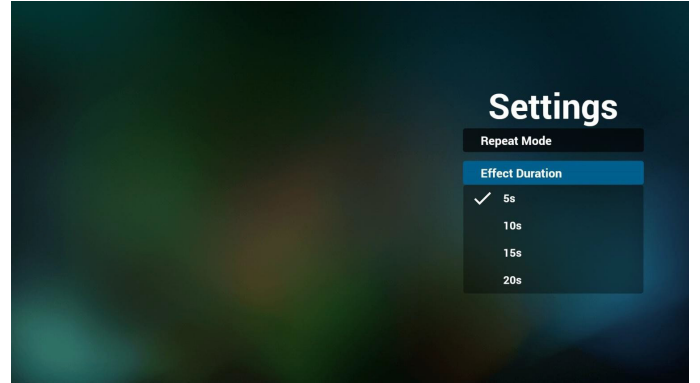 Settings
Repeat Mode
Effect Duration
5s
10s
15s
20s